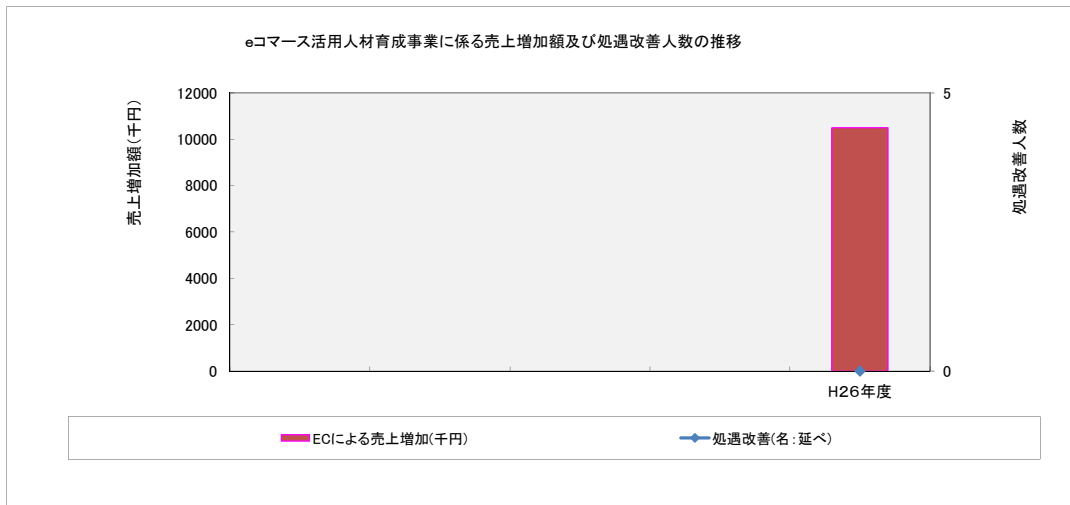 eコマース活用人材育成事業に係る売上増加額及び処遇改善人数の推移
売上増加額(千円)
12000
10000
8000
6000
4000
2000
0
5
0
処遇改善人数
H26年度
ECによる売上増加(千円)
処遇改善(名:延べ)